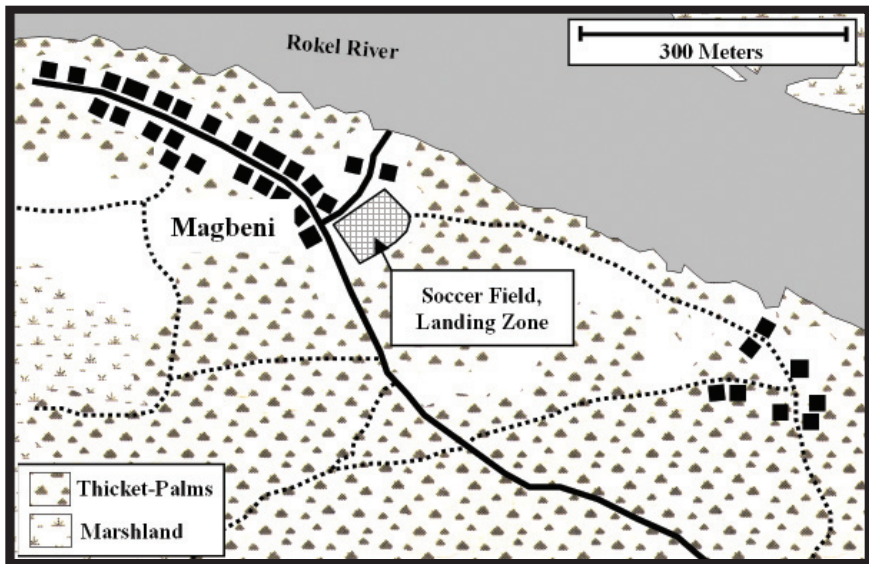 Rokel River
300 Meters
Magbeni
Soccer Field,
Landing Zone
Thicket-Palms
Marshland